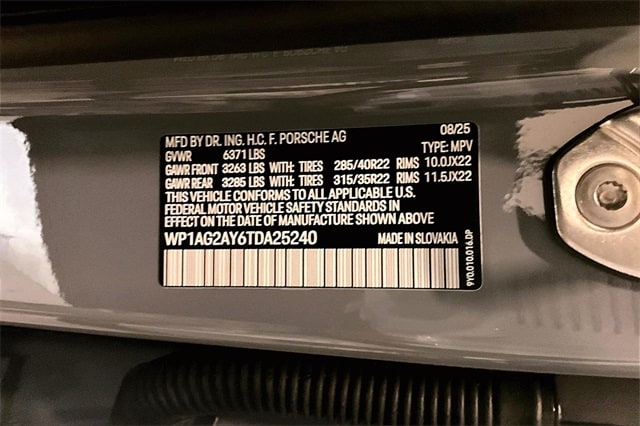 MFD BY DR. ING. H.C. F. PORSCHE AG 08/25
GVWR 6371 LBS TYPE: MPV
GAWR FRONT 3263 LBS WITH: TIRES 285/40R22 RIMS 10.0JX22
GAWR REAR 3285 LBS WITH: TIRES 315/35R22 RIMS 11.5JX22
THIS VEHICLE CONFORMS TO ALL APPLICABLE U.S.
FEDERAL MOTOR VEHICLE SAFETY STANDARDS IN
EFFECT ON THE DATE OF MANUFACTURE SHOWN ABOVE
WP1AG2AY6TDA25240 MADE IN SLOVAKIA
9Y0.010.016.DP